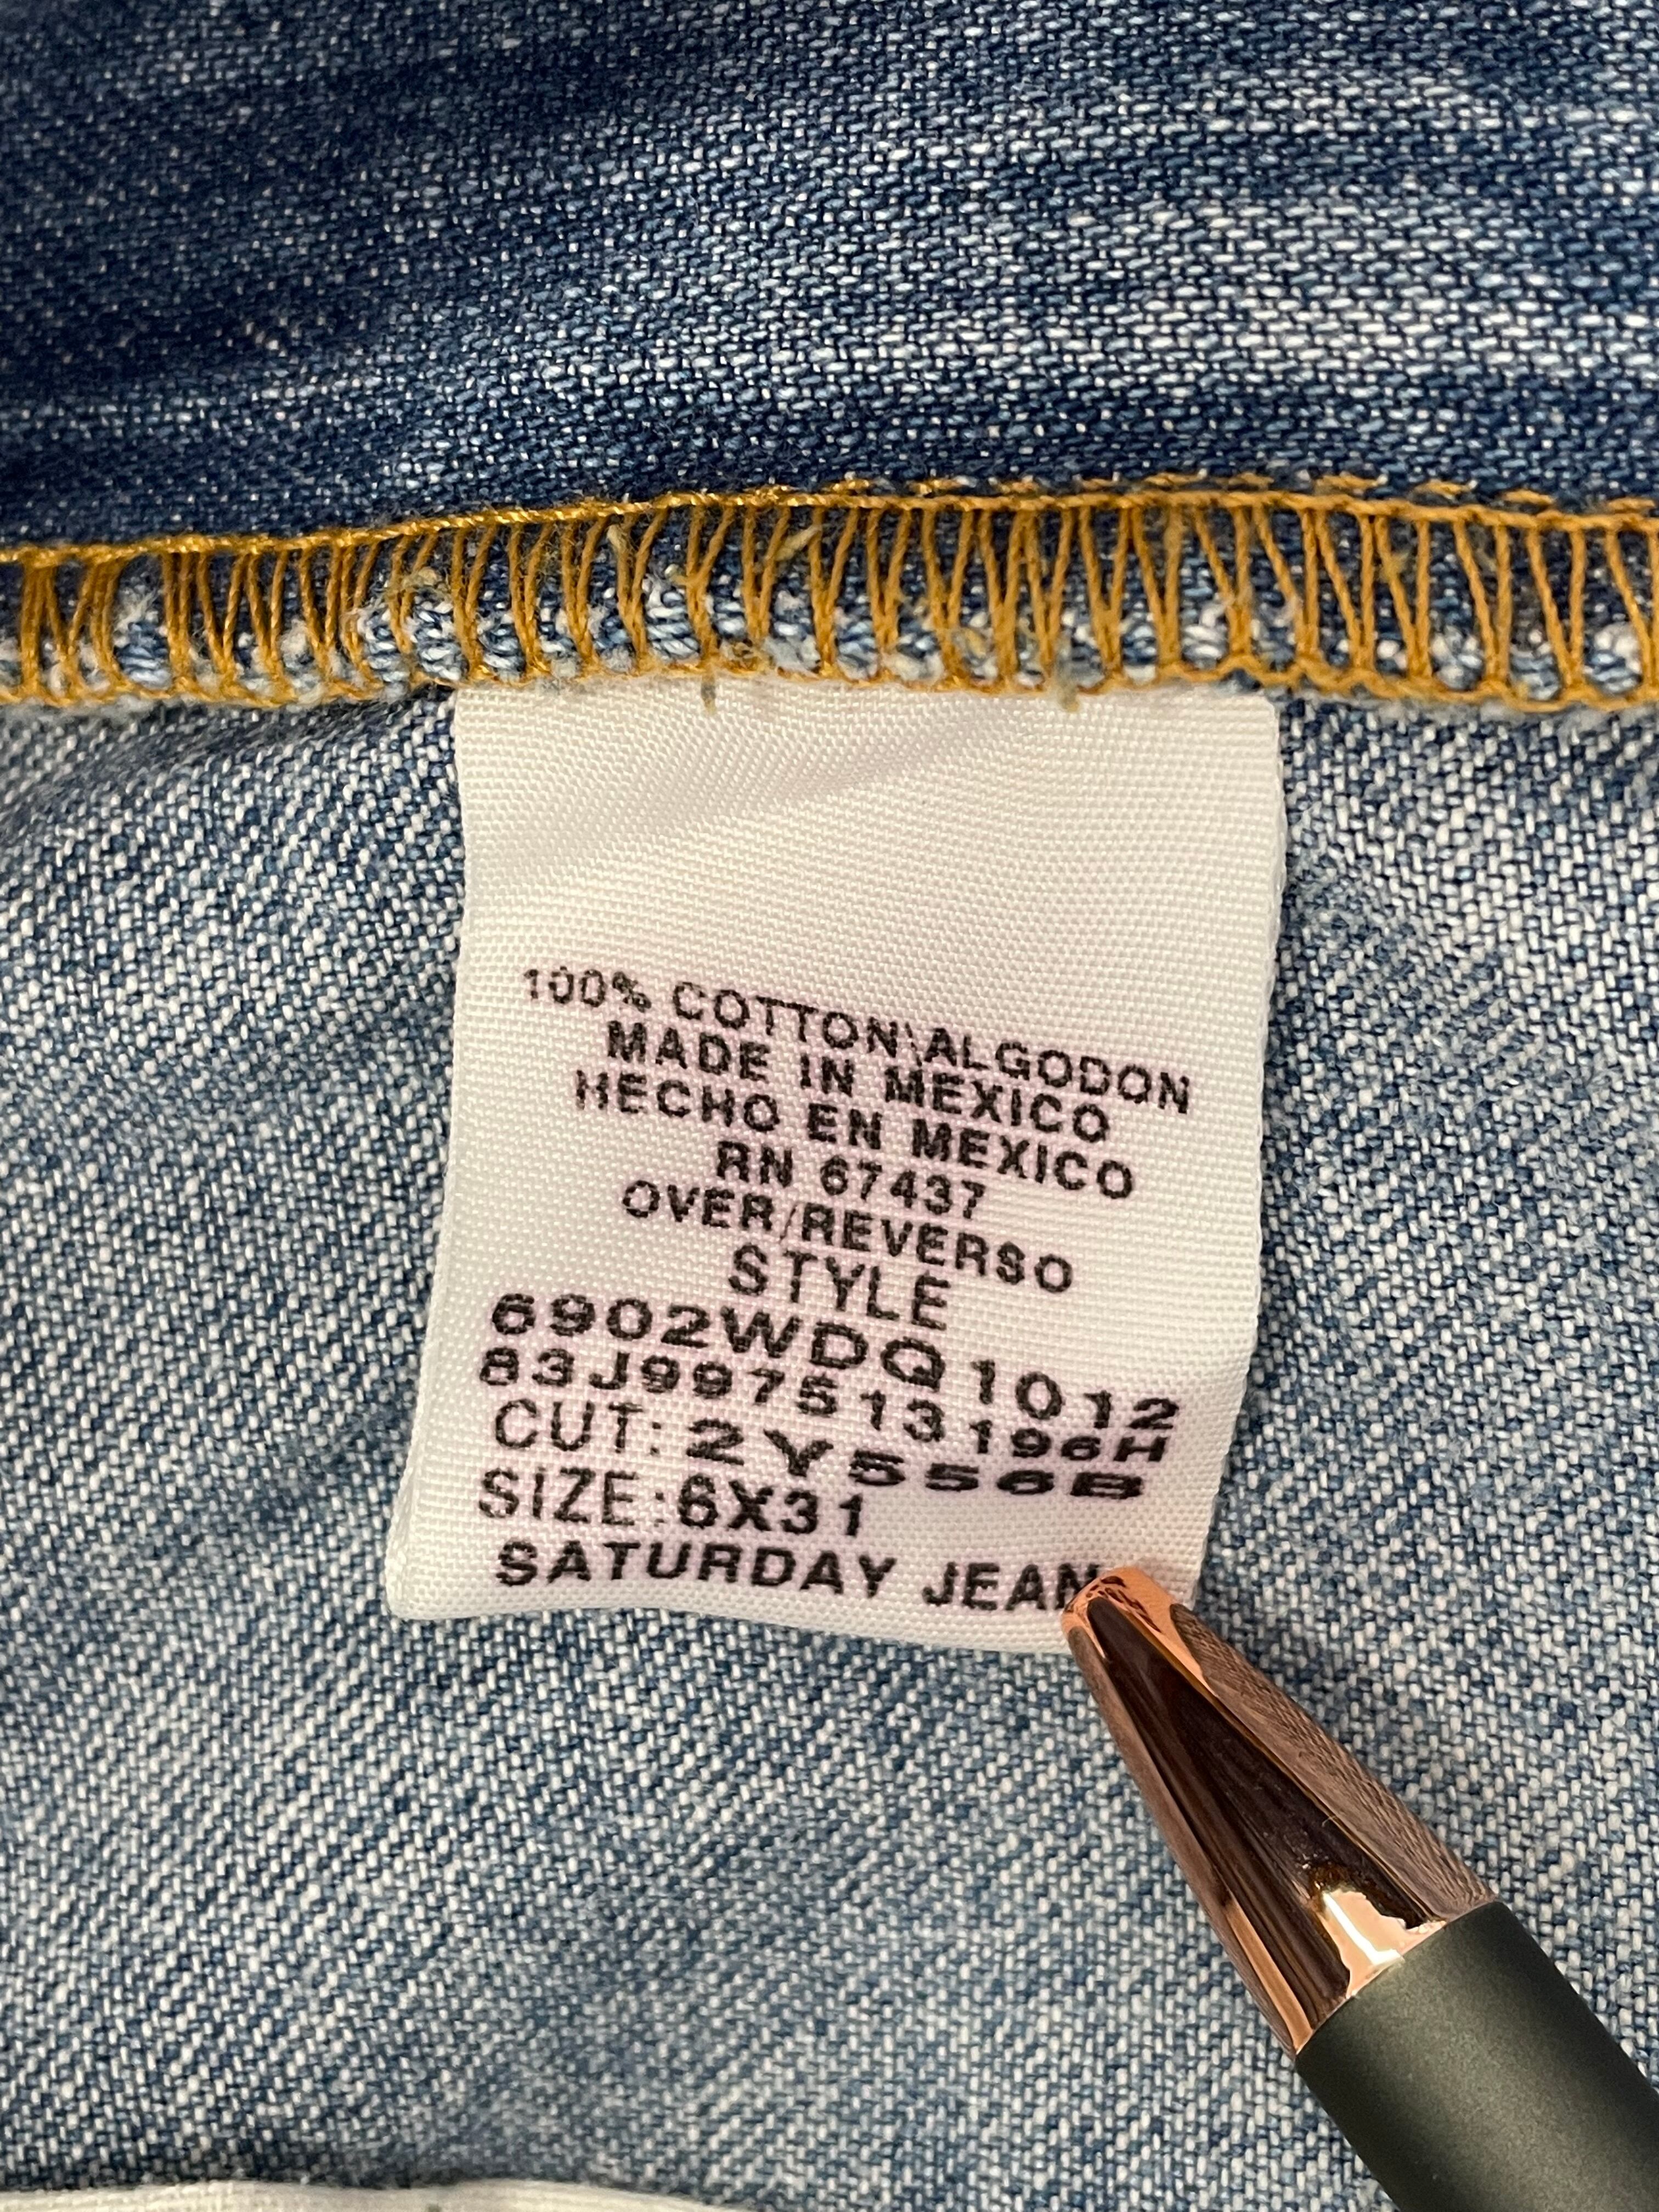 100% COTTON\ALGODON
MADE IN MEXICO
HECHO EN MEXICO
RN 67437
OVER/REVERSO
STYLE
6902WDQ1012
83J997513196H
CUT: 2Y556B
SIZE:6X31
SATURDAY JEAN